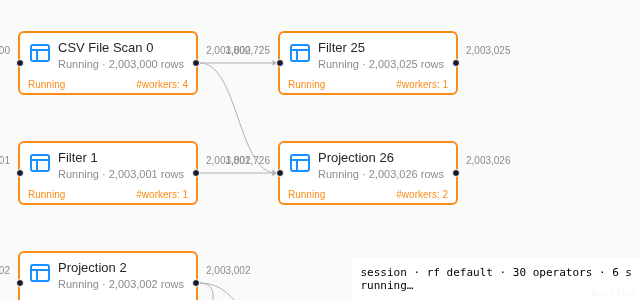 CSV File Scan 0
Running · 2,003,000 rows
Running #workers: 4
Filter 25
Running · 2,003,025 rows
Running #workers: 1
2,003,025
Filter 1
Running · 2,003,001 rows
Running #workers: 1
Projection 26
Running · 2,003,026 rows
Running #workers: 2
2,003,026
Projection 2
Running · 2,003,002 rows
2,003,002
session · rf default · 30 operators · 6 s
running…